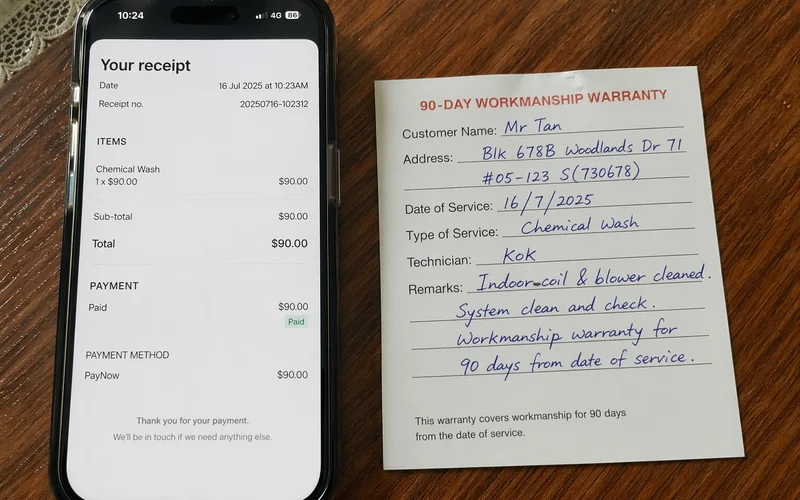 10:24
4G 86
Your receipt
Date 16 Jul 2025 at 10:23AM
Receipt no. 20250716-102312
ITEMS
Chemical Wash
1 x $90.00 $90.00
Sub-total $90.00
Total $90.00
PAYMENT
Paid $90.00
Paid
PAYMENT METHOD
PayNow $90.00
Thank you for your payment.
We'll be in touch if we need anything else.
90-DAY WORKMANSHIP WARRANTY
Customer Name: Mr Tan
Address: Blk 678B Woodlands Dr 71
#05-123 S(730678)
Date of Service: 16/7/2025
Type of Service: Chemical Wash
Technician: Kok
Remarks: Indoor coil & blower cleaned.
System clean and check.
Workmanship warranty for
90 days from date of service.
This warranty covers workmanship for 90 days
from the date of service.